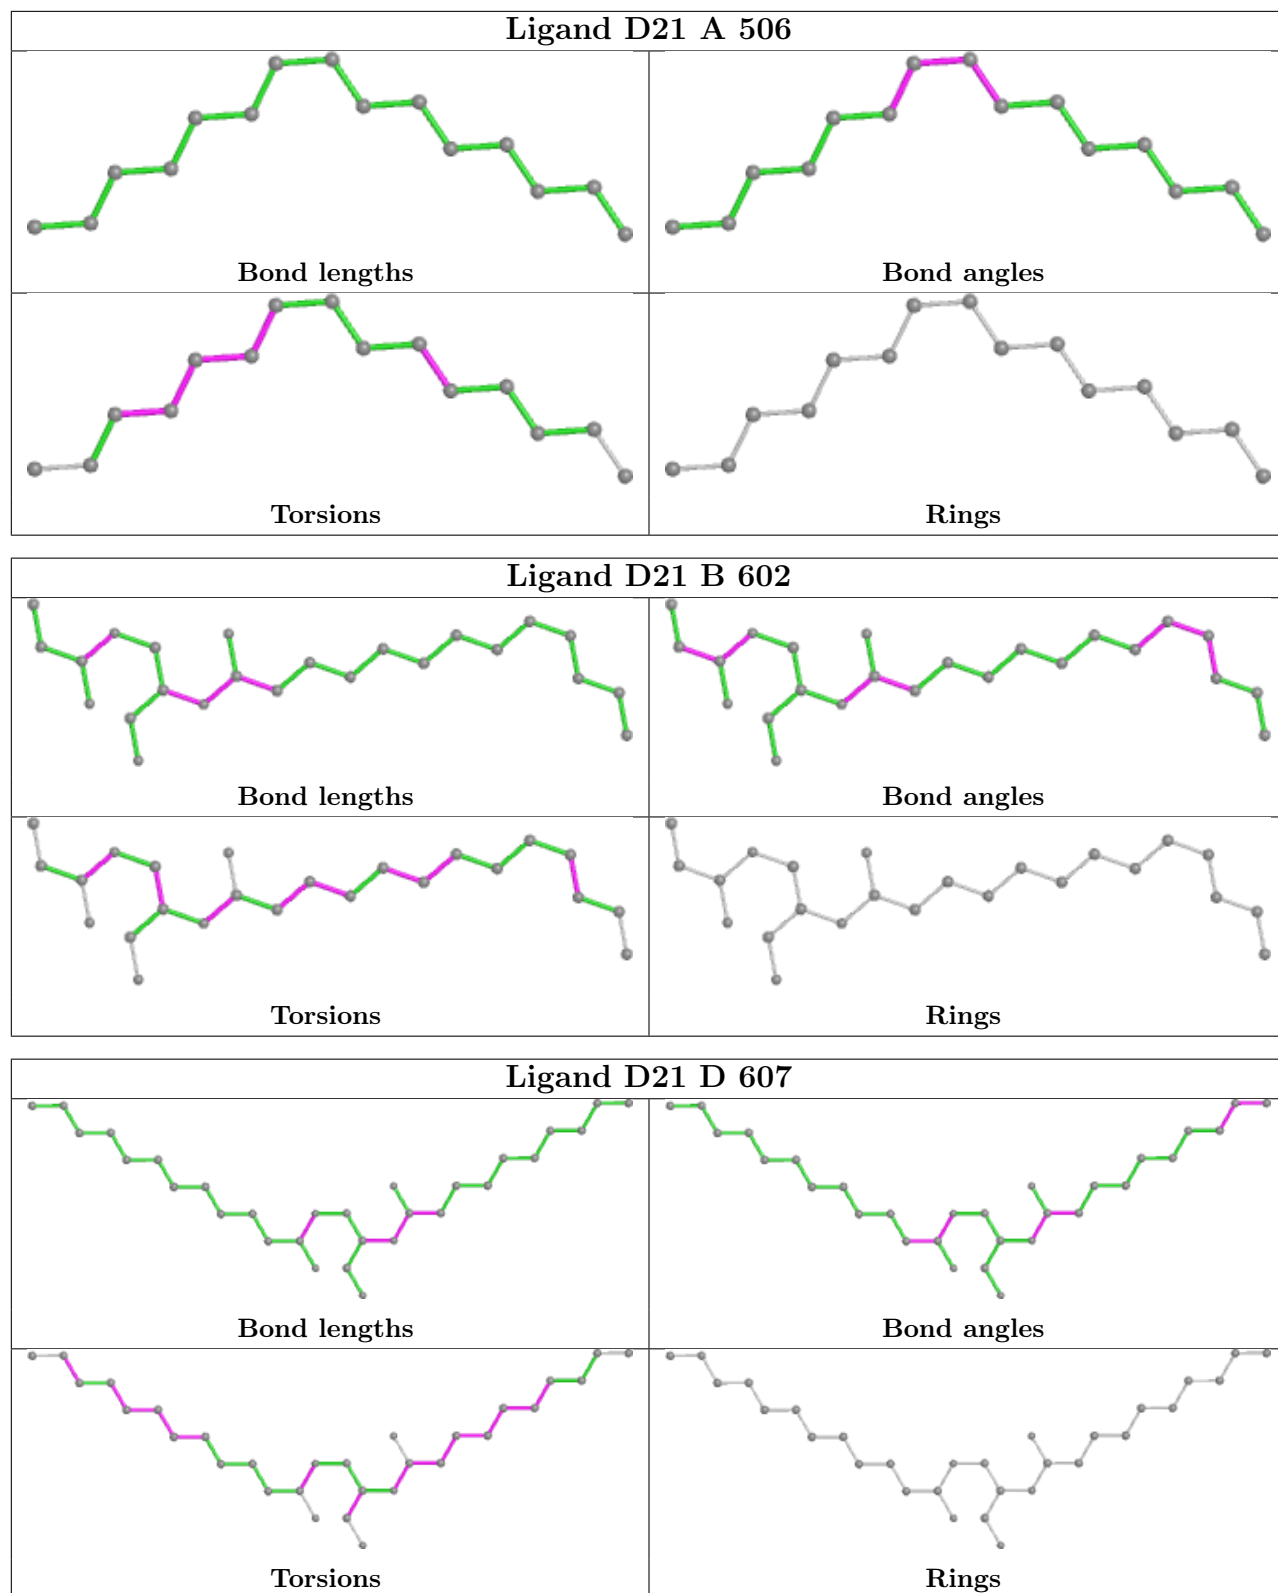 Ligand D21 A 506
Bond lengths
Bond angles
Torsions
Rings
Ligand D21 B 602
Bond lengths
Bond angles
Torsions
Rings
Ligand D21 D 607
Bond lengths
Bond angles
Torsions
Rings